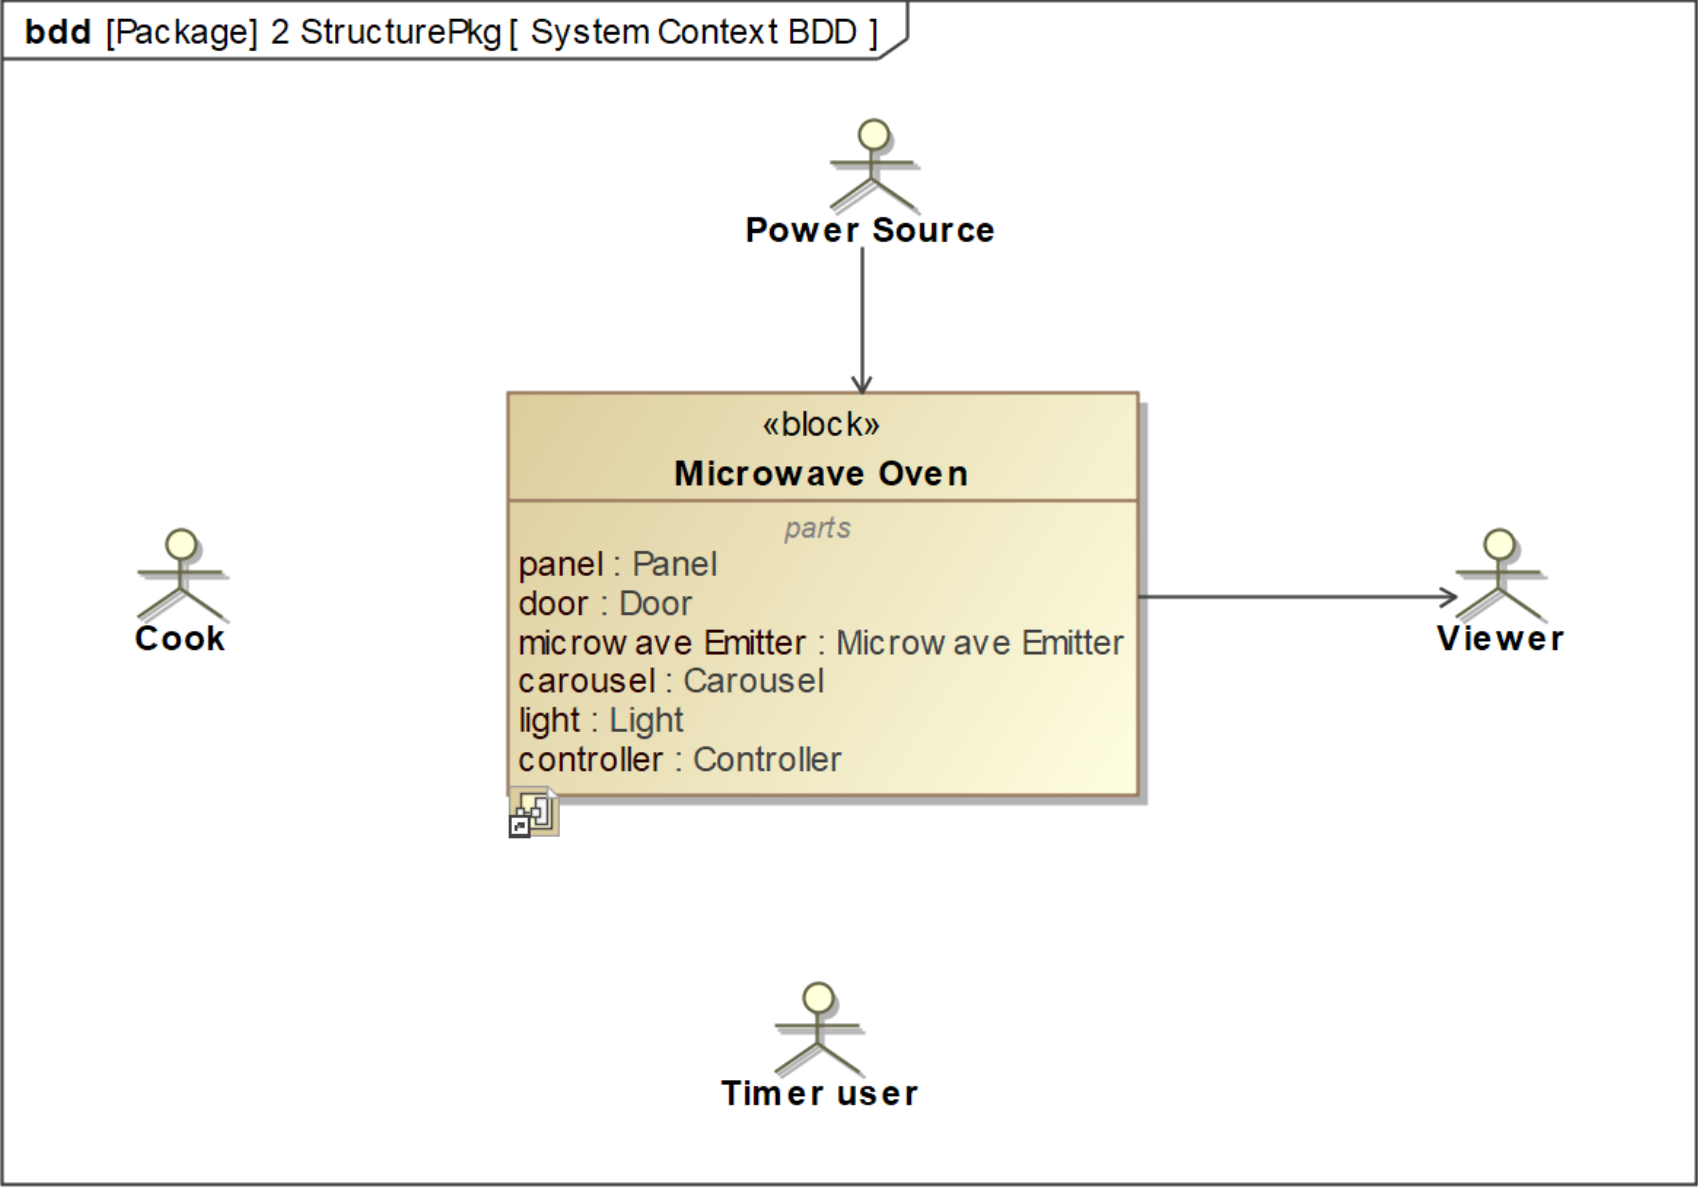 bdd [Package] 2 StructurePkg [ System Context BDD ]
Power Source
«block»
Microwave Oven
parts
panel : Panel
door : Door
microwave Emitter : Microwave Emitter
carousel : Carousel
light : Light
controller : Controller
Cook
Viewer
Timer user